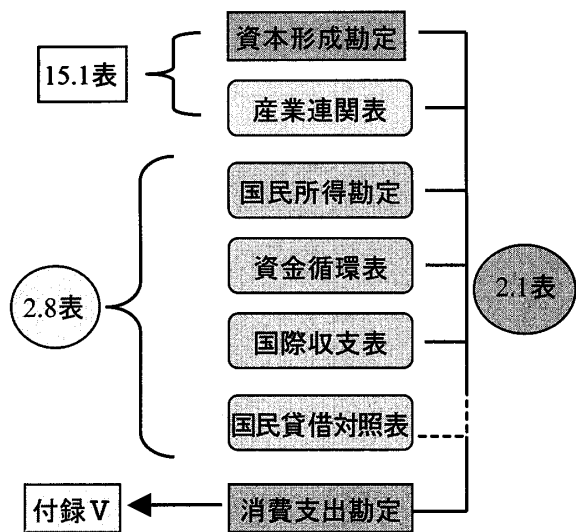 資本形成勘定
15.1表
産業連関表
国民所得勘定
資金循環表
2.8表
2.1表
国際収支表
国民貸借対照表
付録Ⅴ
消費支出勘定